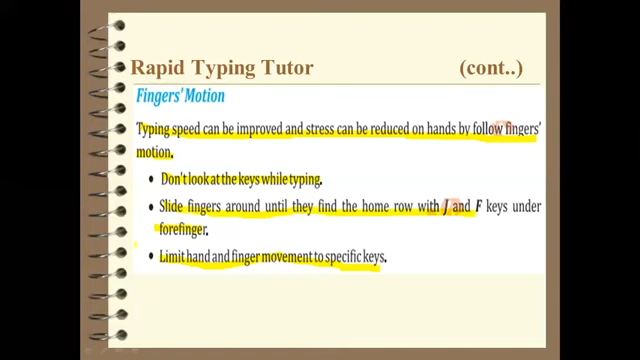 Rapid Typing Tutor (cont..)
Fingers' Motion
Typing speed can be improved and stress can be reduced on hands by follow fingers'
motion.
• Don't look at the keys while typing.
• Slide fingers around until they find the home row with J and F keys under
forefinger.
• Limit hand and finger movement to specific keys.